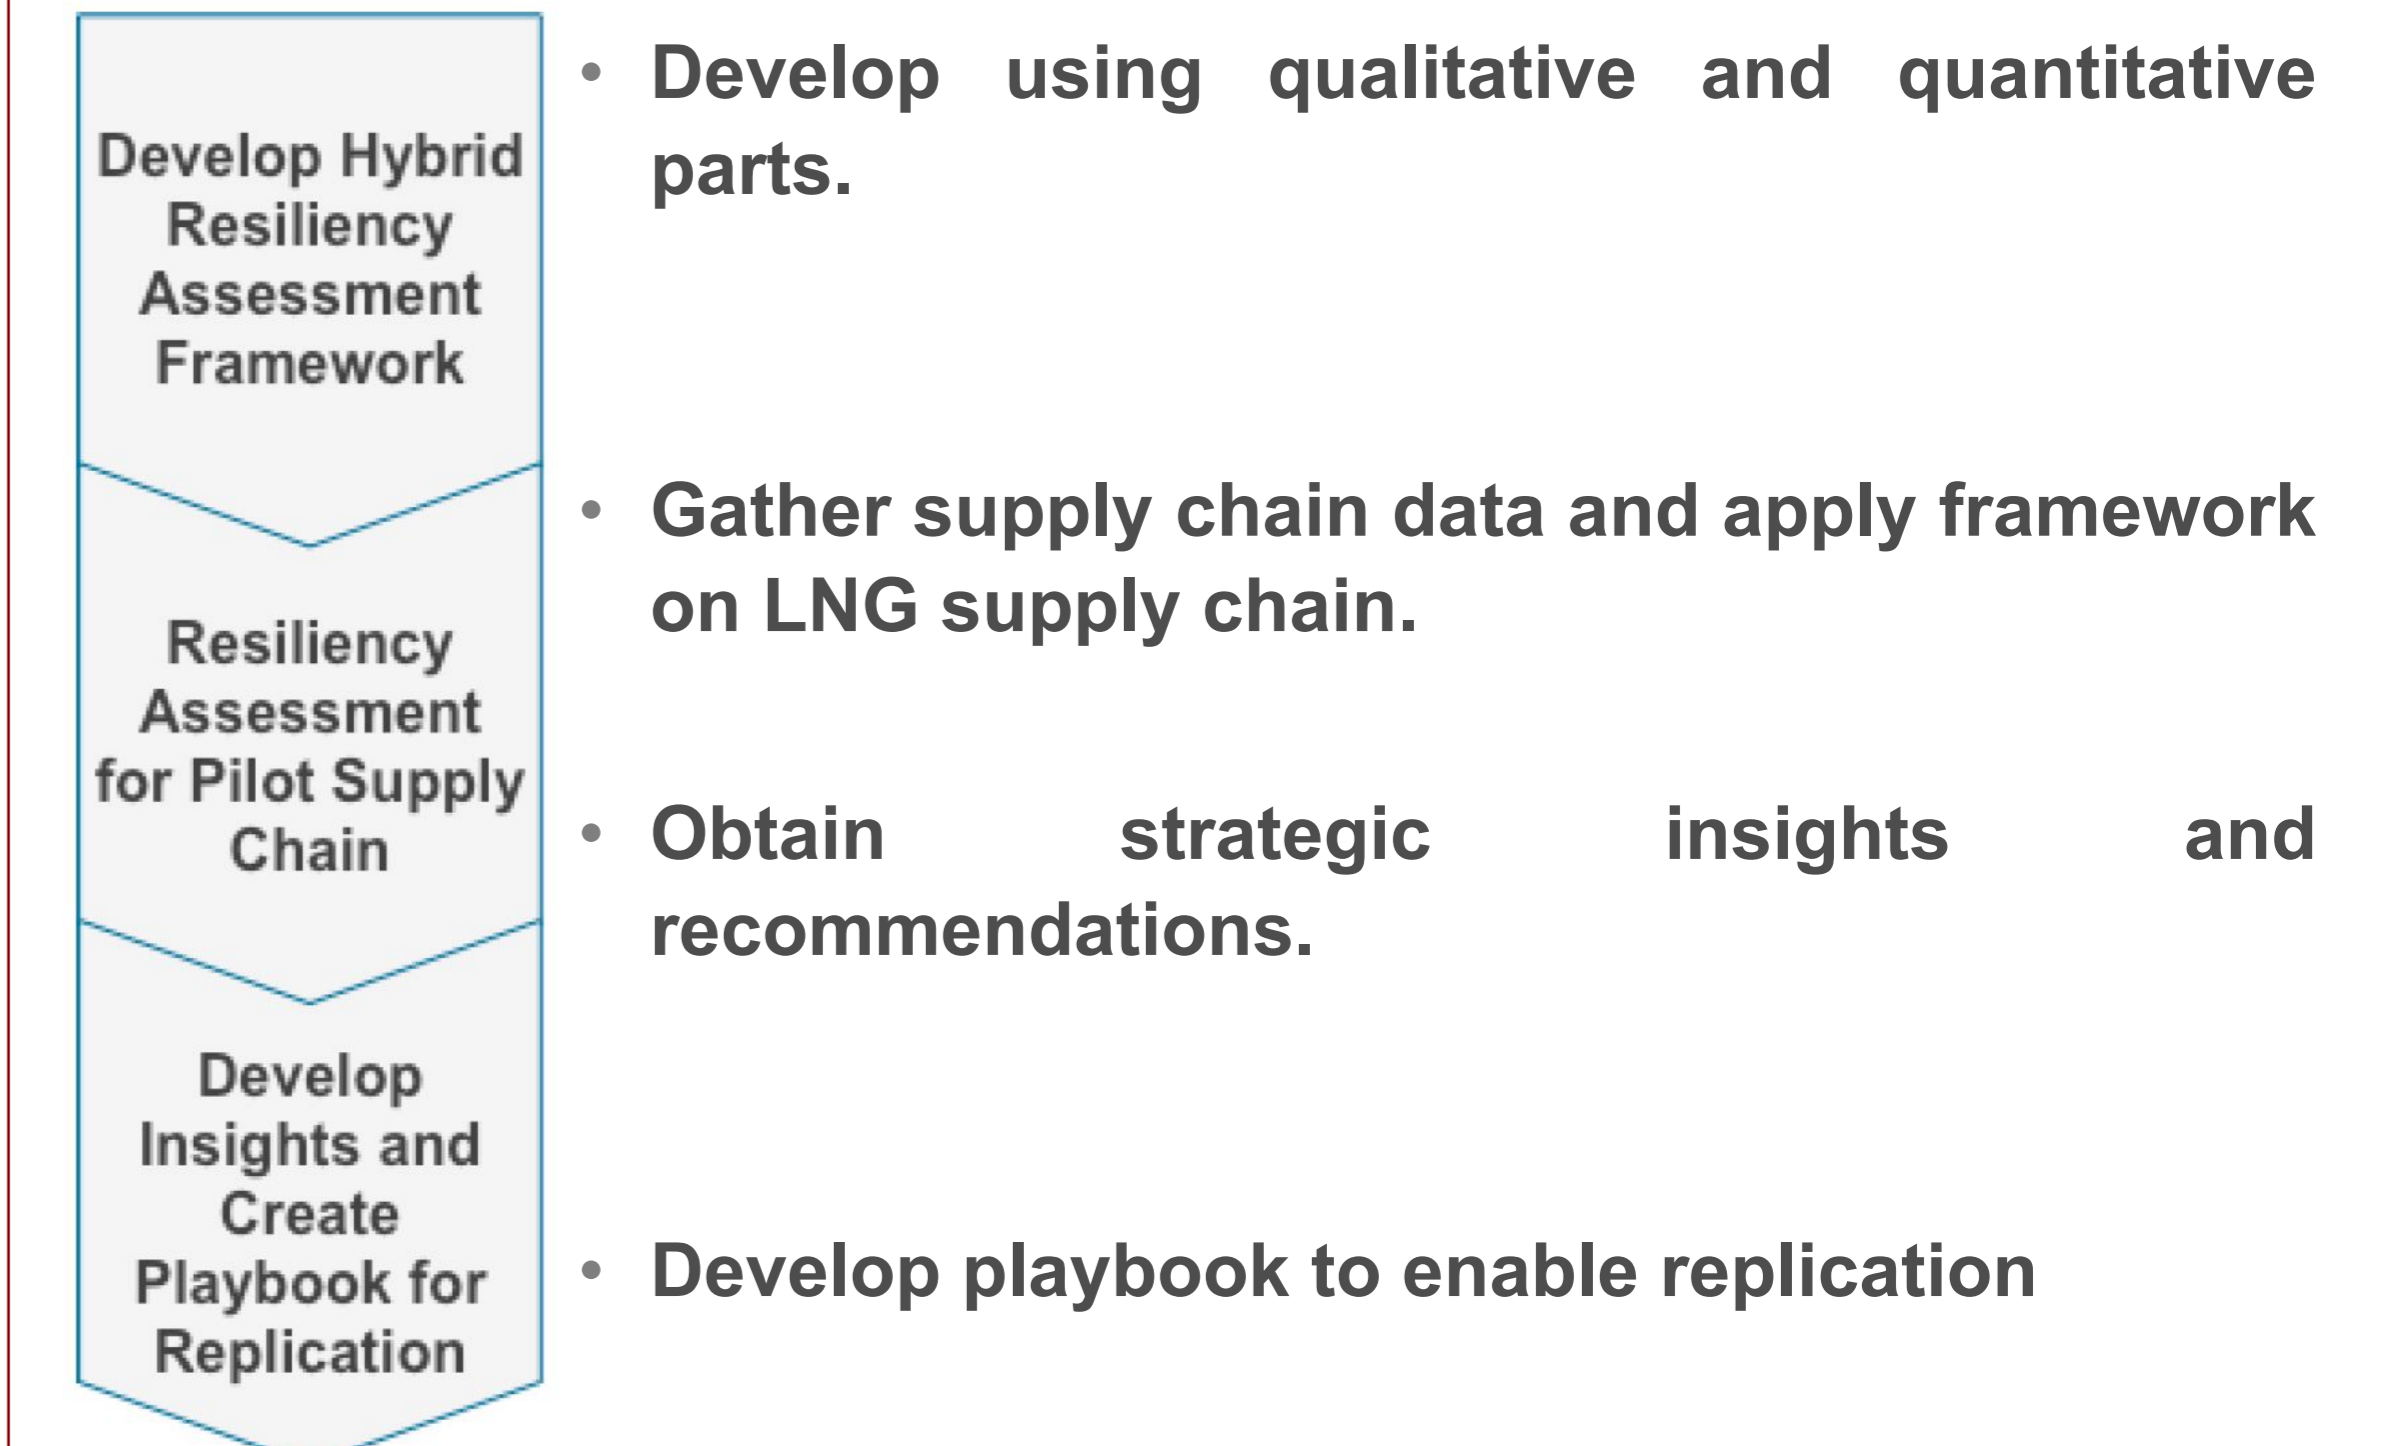 Develop Hybrid
Resiliency
Assessment
Framework
• Develop using qualitative and quantitative
parts.
Resiliency
Assessment
for Pilot Supply
Chain
• Gather supply chain data and apply framework
on LNG supply chain.
• Obtain strategic insights and
recommendations.
Develop
Insights and
Create
Playbook for
Replication
• Develop playbook to enable replication